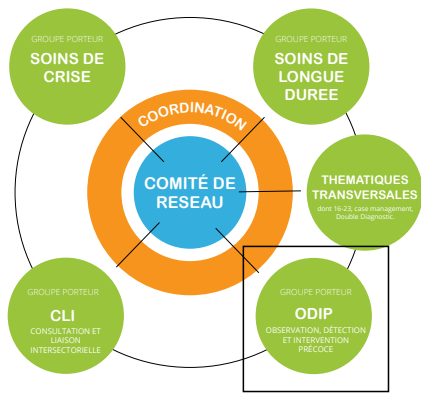 GROUPE PORTEUR
SOINS DE
CRISE
GROUPE PORTEUR
SOINS DE
LONGUE
DUREE
COORDINATION
COMITÉ DE
RESEAU
THEMATIQUES
TRANSVERSALES
dont 16-23, case management,
Double Diagnostic.
GROUPE PORTEUR
CLI
CONSULTATION ET
LIAISON
INTERSECTORIELLE
GROUPE PORTEUR
ODIP
OBSERVATION, DÉTECTION
ET INTERVENTION
PRÉCOCE